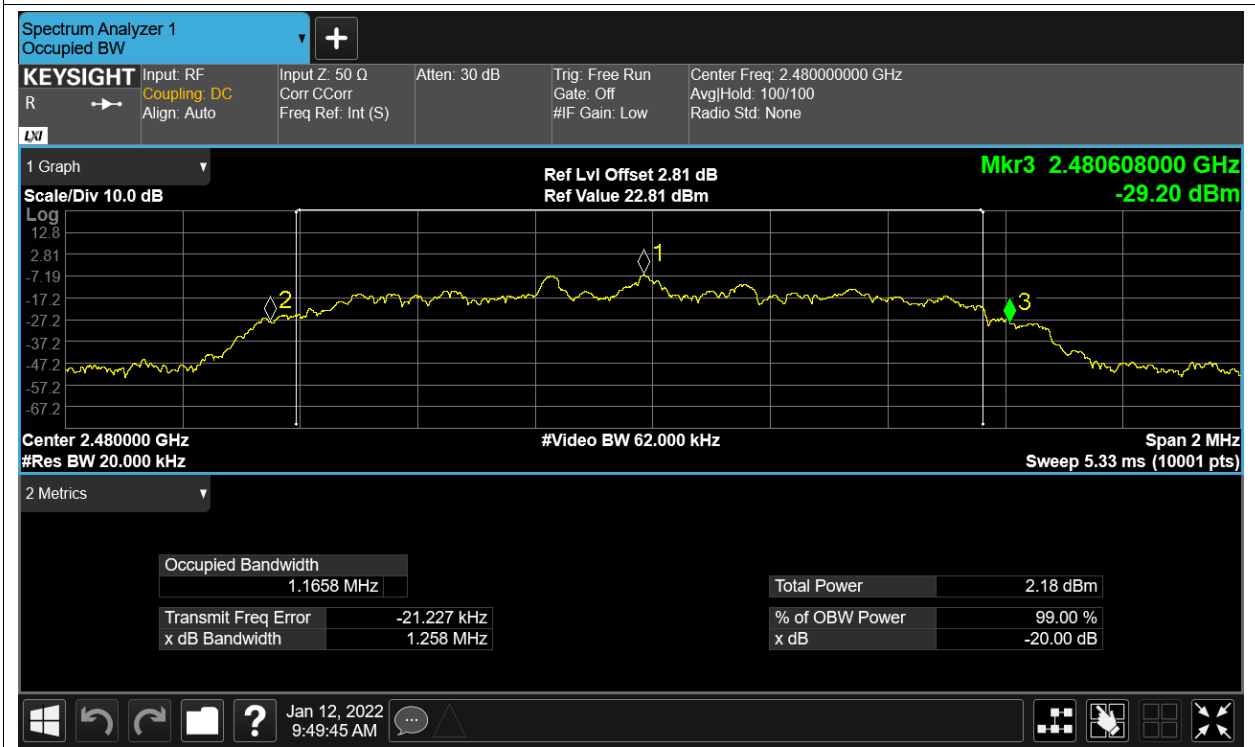 Spectrum Analyzer 1
Occupied BW
KEYSIGHT
R
LXI
Input: RF
Coupling: DC
Align: Auto
Input Z: 50 Ω
Corr CCorr
Freq Ref: Int (S)
Atten: 30 dB
Trig: Free Run
Gate: Off
#IF Gain: Low
Center Freq: 2.480000000 GHz
Avg|Hold: 100/100
Radio Std: None
1 Graph
Scale/Div 10.0 dB
Ref Lvl Offset 2.81 dB
Ref Value 22.81 dBm
Mkr3 2.480608000 GHz
-29.20 dBm
Log
12.8
2.81
-7.19
-17.2
-27.2
-37.2
-47.2
-57.2
-67.2
1
2
3
Center 2.480000 GHz
#Res BW 20.000 kHz
#Video BW 62.000 kHz
Span 2 MHz
Sweep 5.33 ms (10001 pts)
2 Metrics
Occupied Bandwidth
1.1658 MHz
Transmit Freq Error -21.227 kHz
x dB Bandwidth 1.258 MHz
Total Power 2.18 dBm
% of OBW Power 99.00 %
x dB -20.00 dB
?
Jan 12, 2022
9:49:45 AM